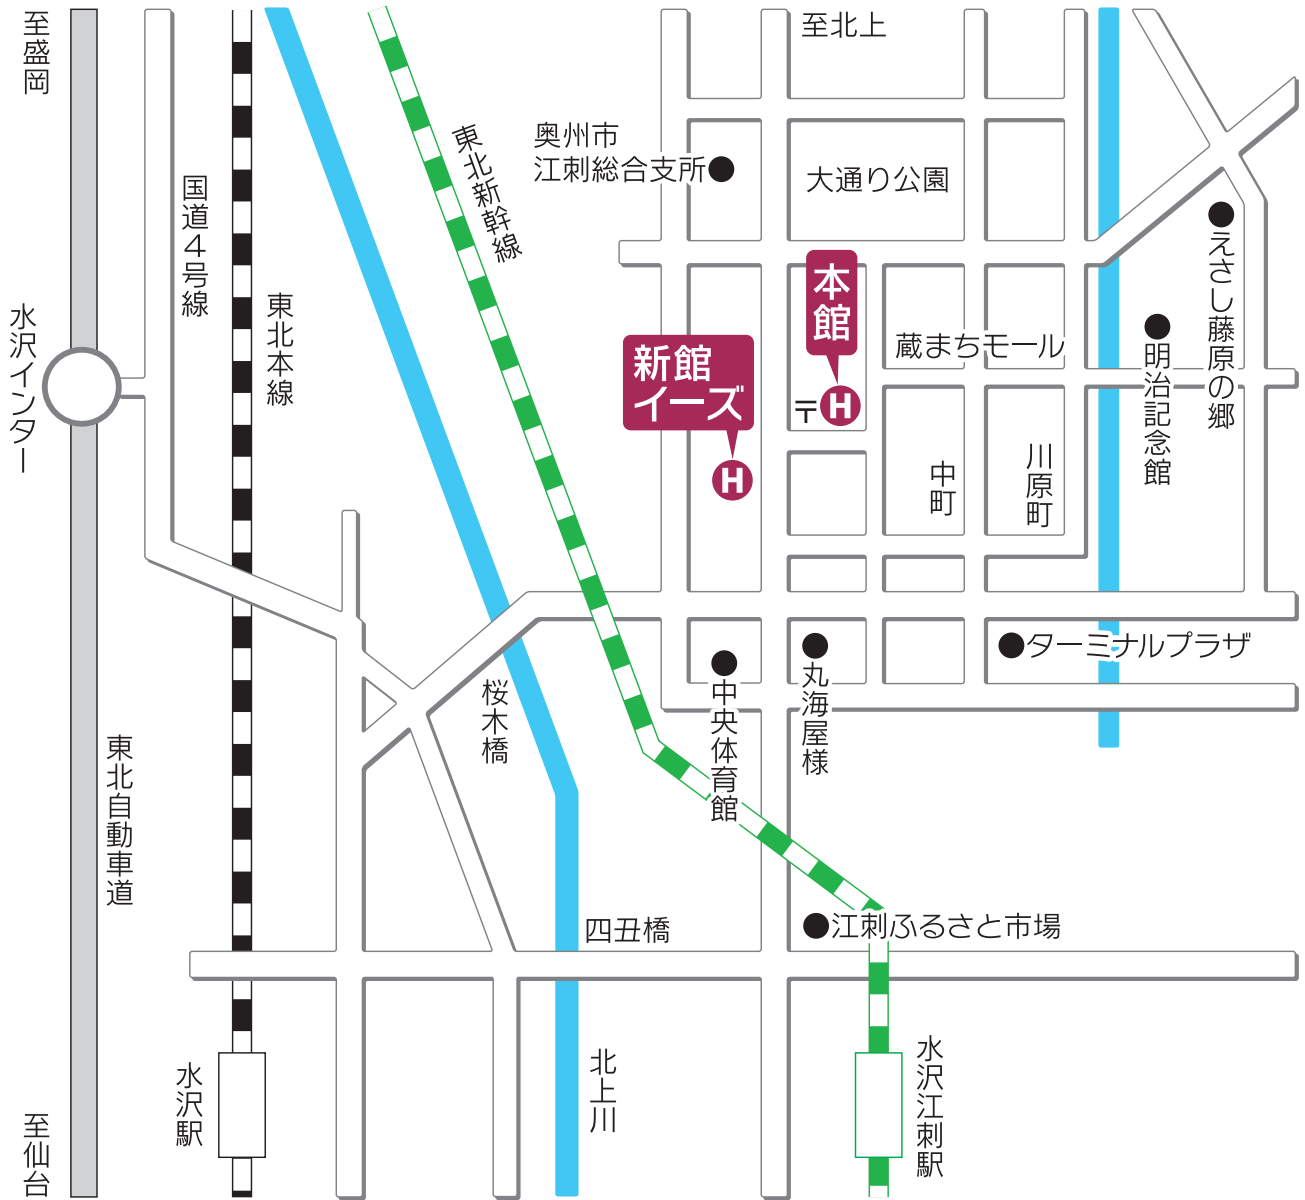 至盛岡
至北上
奥州市
江刺総合支所
大通り公園
東北新幹線
国道4号線
えさし藤原の郷
本館
東北本線
水沢インター
蔵まちモール
明治記念館
新館
イーズ
〒
H
H
中町
川原町
ターミナルプラザ
丸海屋様
中央体育館
桜木橋
東北自動車道
四丑橋
江刺ふるさと市場
水沢江刺駅
北上川
水沢駅
至仙台